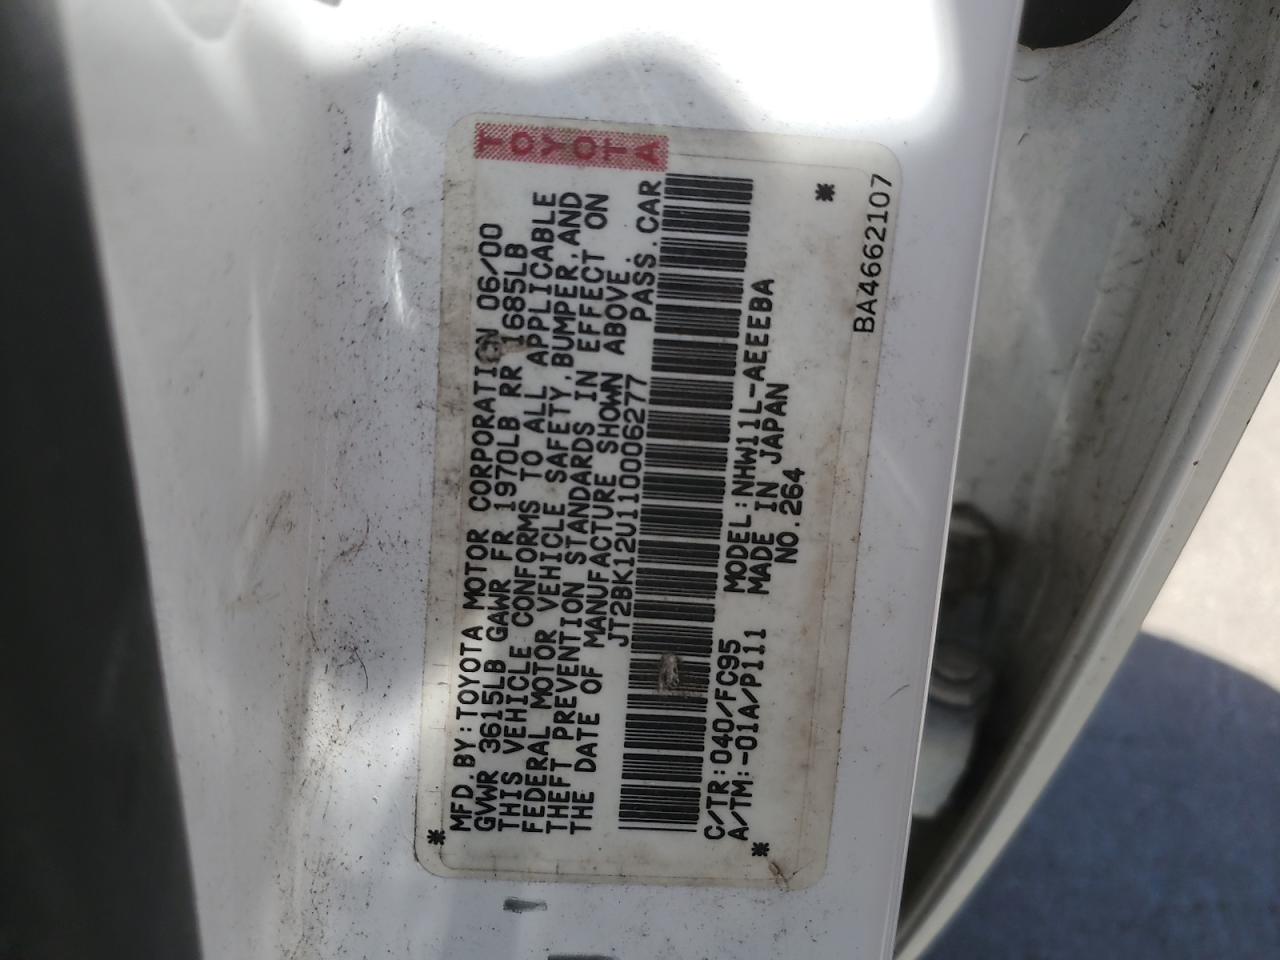 TOYOTA
MFD.BY:TOYOTA MOTOR CORPORATION 06/00
GVWR 3615LB GAWR FR 1970LB RR 1685LB
THIS VEHICLE CONFORMS TO ALL APPLICABLE
FEDERAL MOTOR VEHICLE SAFETY,BUMPER,AND
THEFT PREVENTION STANDARDS IN EFFECT ON
THE DATE OF MANUFACTURE SHOWN ABOVE.
JT2BK12U110006277 PASS.CAR
C/TR:040/FC95 MODEL:NHW11L-AEEEBA
A/TM:-01A/P111 MADE IN JAPAN
NO.264
BA4662107